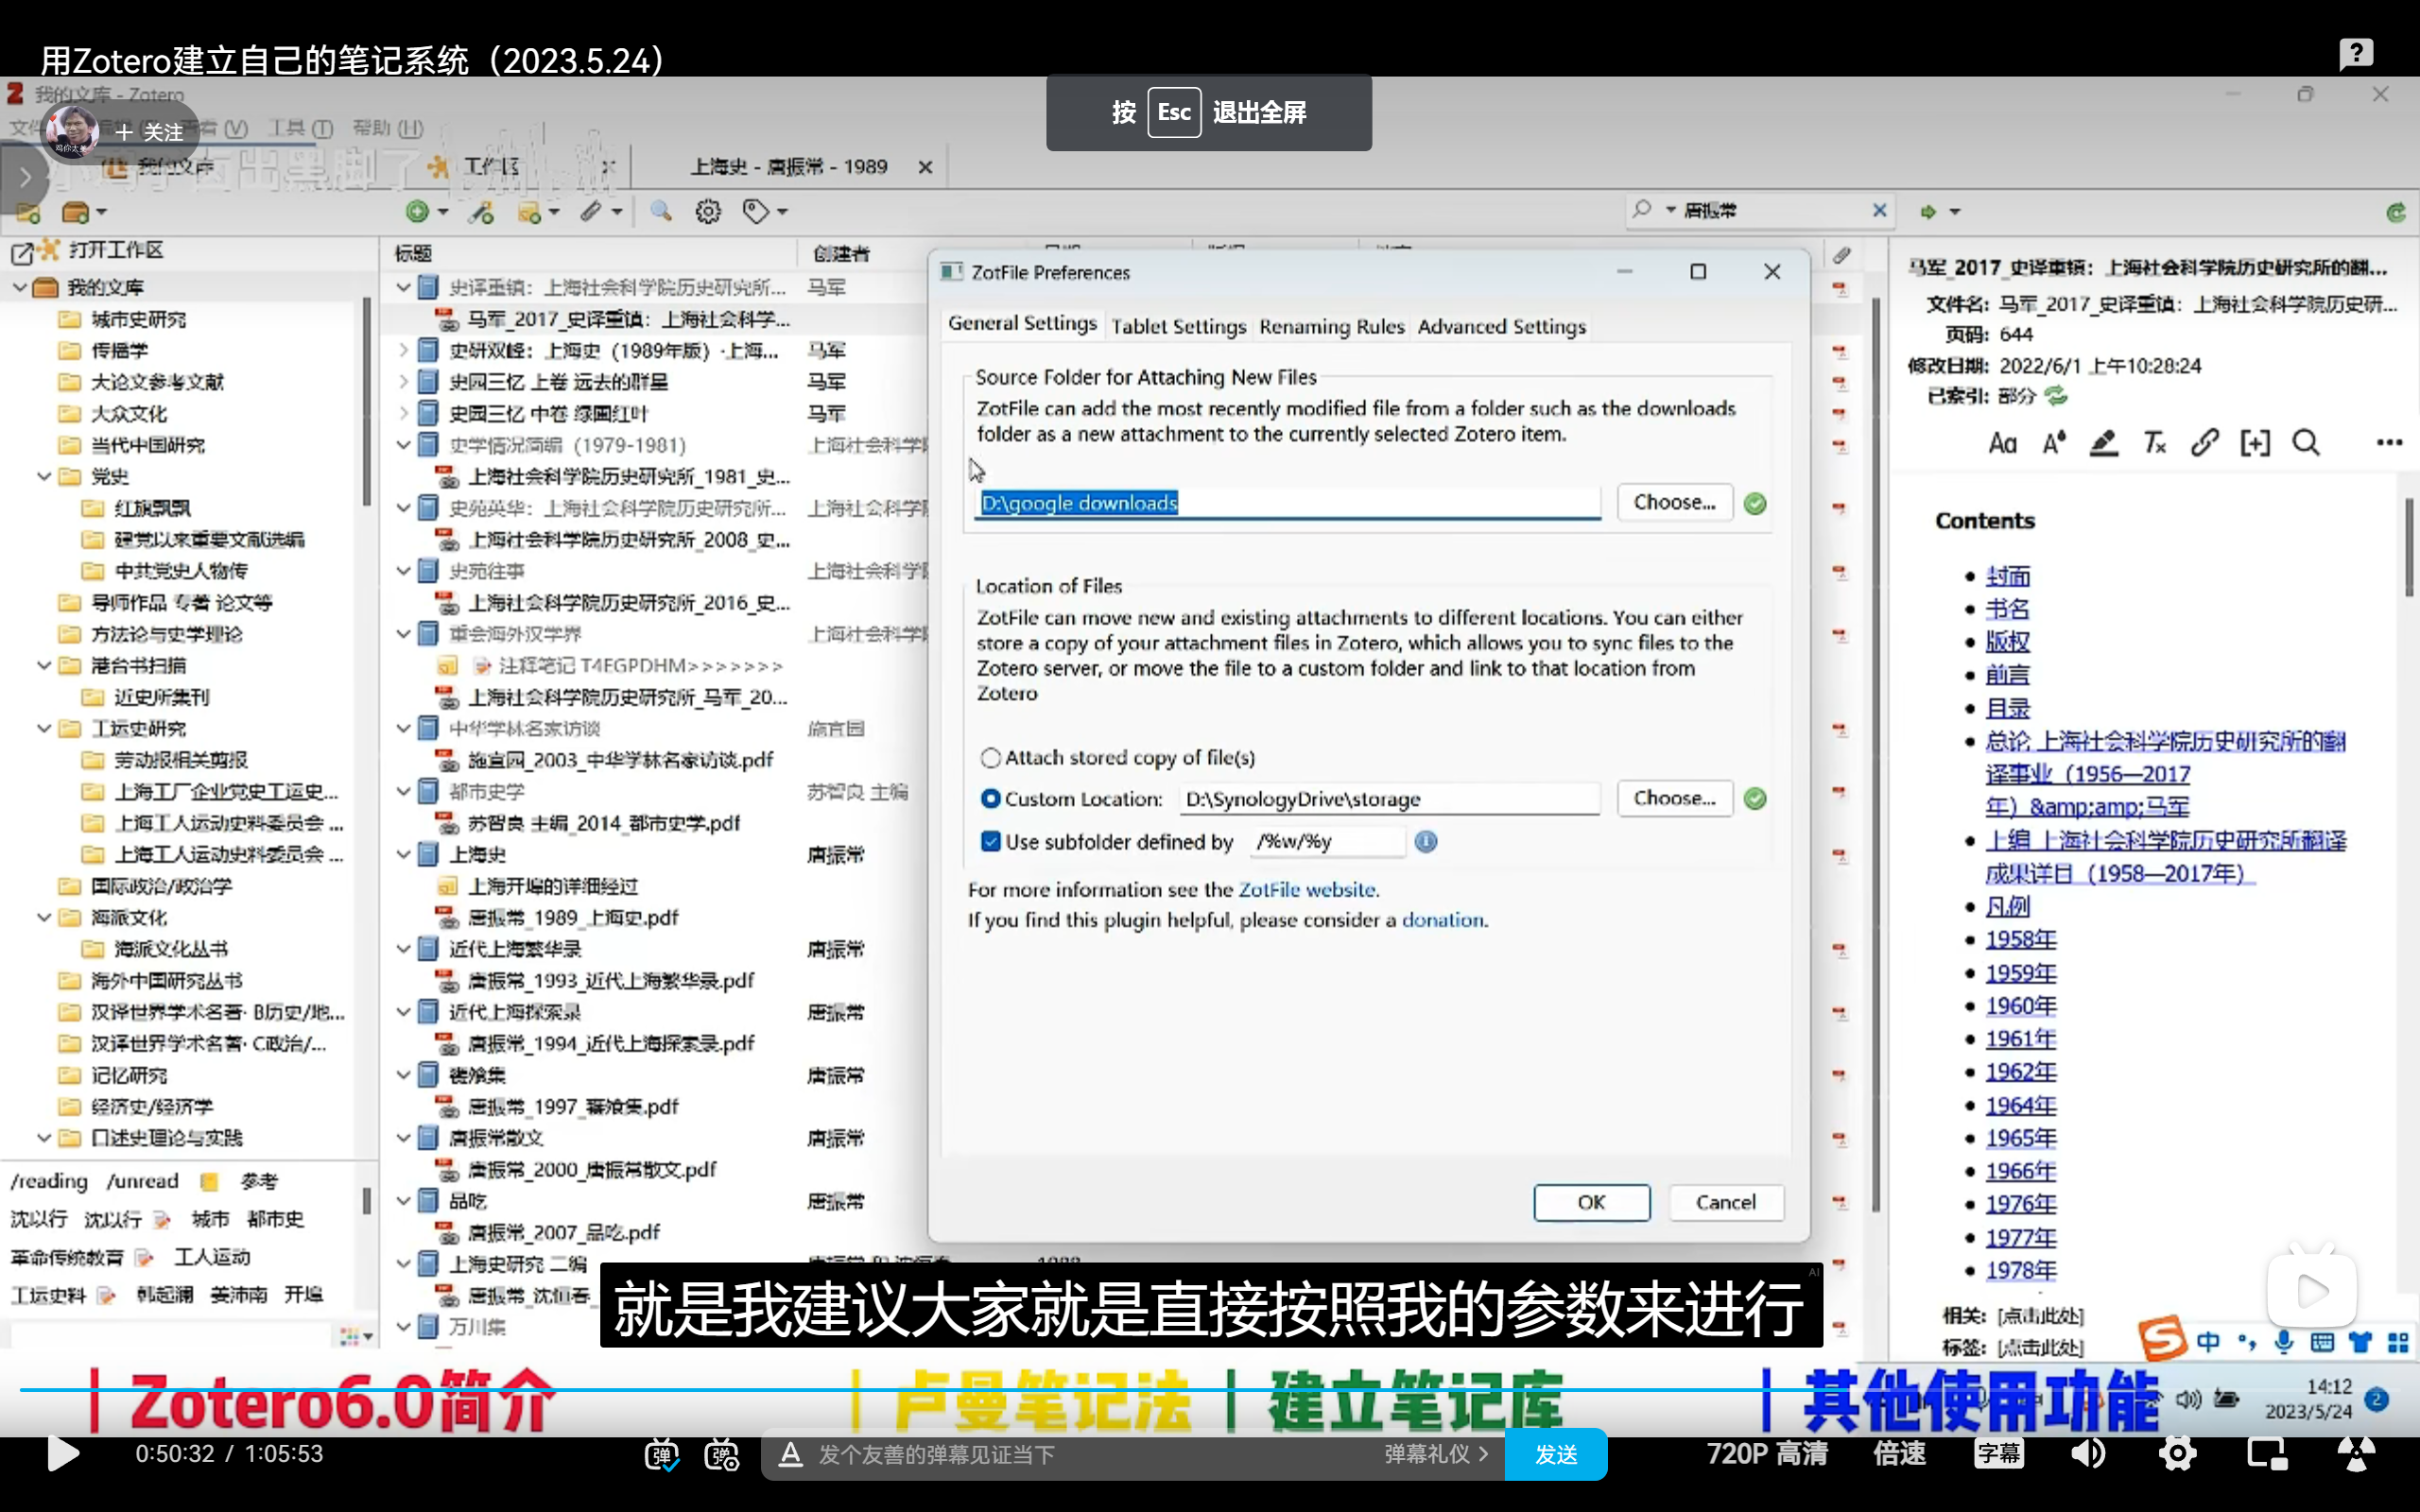 用Zotero建立自己的笔记系统（2023.5.24）
我的文库 - Zotero
按 Esc 退出全屏
+ 关注
工具 (T) 帮助 (H)
我的文库
工作区
上海史 - 唐振常 - 1989
唐振常
打开工作区
我的文库
城市史研究
传播学
大论文参考文献
大众文化
当代中国研究
党史
红旗飘飘
建党以来重要文献选编
中共党史人物传
导师作品 专著 论文等
方法论与史学理论
港台书扫描
近史所集刊
工运史研究
劳动报相关剪报
上海工厂企业党史工运史...
上海工人运动史料委员会 ...
上海工人运动史料委员会 ...
国际政治/政治学
海派文化
海派文化丛书
海外中国研究丛书
汉译世界学术名著· B历史/地...
汉译世界学术名著· C政治/...
记忆研究
经济史/经济学
口述史理论与实践
/reading /unread 参考
沈以行 沈以行 城市 都市史
革命传统教育 工人运动
工运史料 韩起澜 姜沛南 开埠
标题 创建者
史译重镇：上海社会科学院历史研究所... 马军
马军_2017_史译重镇：上海社会科学...
史研双峰：上海史（1989年版）·上海... 马军
史园三忆 上卷 远去的群星 马军
史园三忆 中卷 绿圃红叶 马军
史学情况简编（1979-1981） 上海社会科学
上海社会科学院历史研究所_1981_史...
史苑英华：上海社会科学院历史研究所... 上海社会科学
上海社会科学院历史研究所_2008_史...
史苑往事 上海社会科学
上海社会科学院历史研究所_2016_史...
重会海外汉学界 上海社会科学
注释笔记 T4EGPDHM>>>>>>>
上海社会科学院历史研究所_马军_20...
中华学林名家访谈 施宣园
施宣园_2003_中华学林名家访谈.pdf
都市史学 苏智良 主编
苏智良 主编_2014_都市史学.pdf
上海史 唐振常
上海开埠的详细经过
唐振常_1989_上海史.pdf
近代上海繁华录 唐振常
唐振常_1993_近代上海繁华录.pdf
近代上海探索录 唐振常
唐振常_1994_近代上海探索录.pdf
唐振常
唐振常散文 唐振常
唐振常_2000_唐振常散文.pdf
品吃 唐振常
唐振常_2007_品吃.pdf
上海史研究 二编
万川集
ZotFile Preferences
General Settings Tablet Settings Renaming Rules Advanced Settings
Source Folder for Attaching New Files
ZotFile can add the most recently modified file from a folder such as the downloads
folder as a new attachment to the currently selected Zotero item.
D:\google downloads Choose...
Location of Files
ZotFile can move new and existing attachments to different locations. You can either
store a copy of your attachment files in Zotero, which allows you to sync files to the
Zotero server, or move the file to a custom folder and link to that location from
Zotero
Attach stored copy of file(s)
Custom Location: D:\SynologyDrive\storage Choose...
Use subfolder defined by /%w/%y
For more information see the ZotFile website.
If you find this plugin helpful, please consider a donation.
OK Cancel
马军_2017_史译重镇：上海社会科学院历史研究所的翻...
文件名: 马军_2017_史译重镇：上海社会科学院历史研...
页码: 644
修改日期: 2022/6/1 上午10:28:24
已索引: 部分
Contents
封面
书名
版权
前言
目录
总论 上海社会科学院历史研究所的翻
译事业（1956—2017
年）&amp;amp;马军
上编 上海社会科学院历史研究所翻译
成果详目（1958—2017年）
凡例
1958年
1959年
1960年
1961年
1962年
1964年
1965年
1966年
1976年
1977年
1978年
相关: [点击此处]
标签: [点击此处]
就是我建议大家就是直接按照我的参数来进行
AI
中
Zotero6.0简介 | 卢曼笔记法 | 建立笔记库 | 其他使用功能
14:12
2023/5/24
2
0:50:32 / 1:05:53
发个友善的弹幕见证当下
弹幕礼仪 >
发送
720P 高清
倍速
字幕